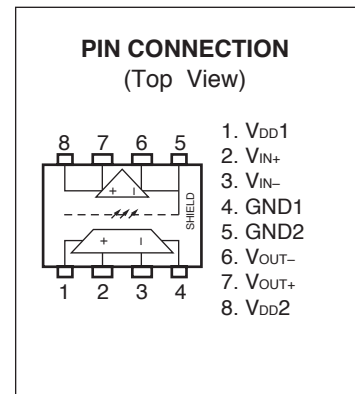 PIN CONNECTION
(Top View)
8 7 6 5
+ −
SHIELD
+ −
1 2 3 4
1. VDD1
2. VIN+
3. VIN−
4. GND1
5. GND2
6. VOUT−
7. VOUT+
8. VDD2